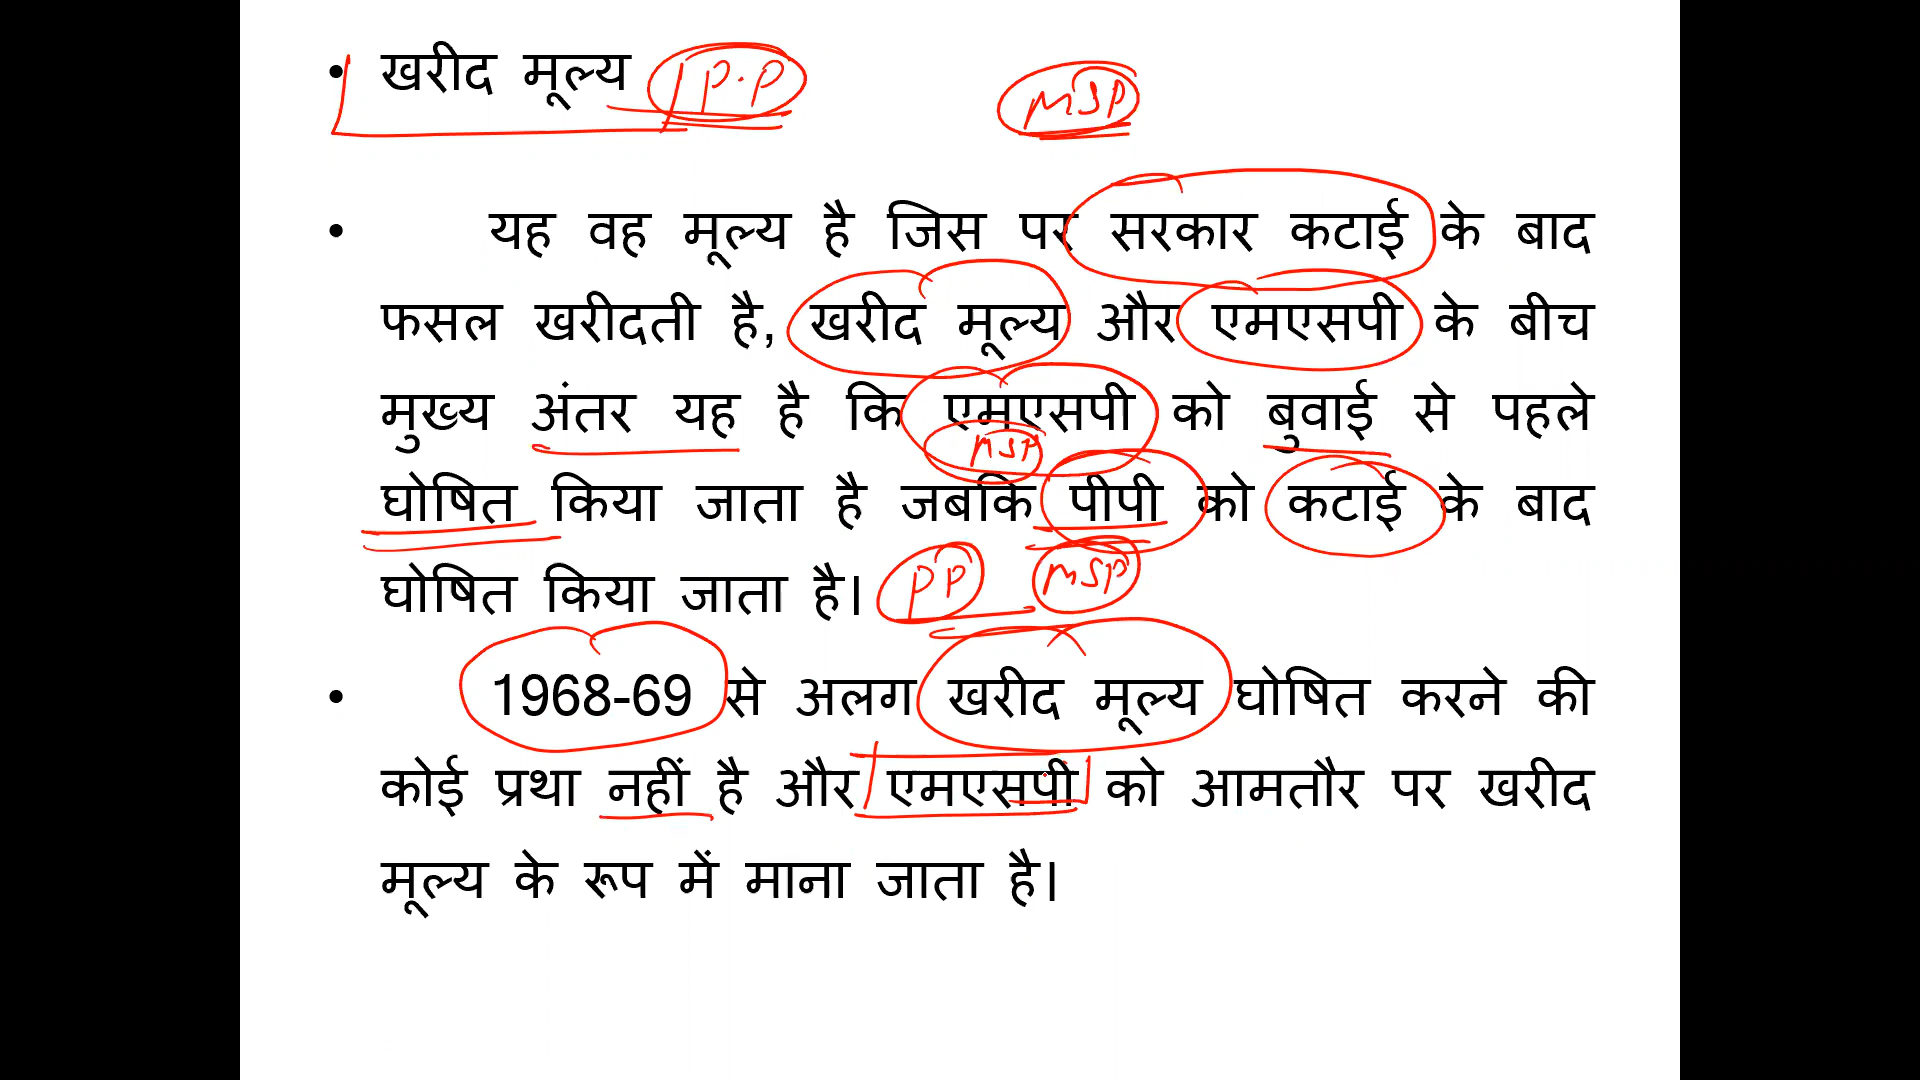 • खरीद मूल्य P.P MSP
• यह वह मूल्य है जिस पर सरकार कटाई के बाद
फसल खरीदती है, खरीद मूल्य और एमएसपी के बीच
मुख्य अंतर यह है कि एमएसपी को बुवाई से पहले
MSP
घोषित किया जाता है जबकि पीपी को कटाई के बाद
घोषित किया जाता है। PP MSP
• 1968-69 से अलग खरीद मूल्य घोषित करने की
कोई प्रथा नहीं है और एमएसपी को आमतौर पर खरीद
मूल्य के रूप में माना जाता है।